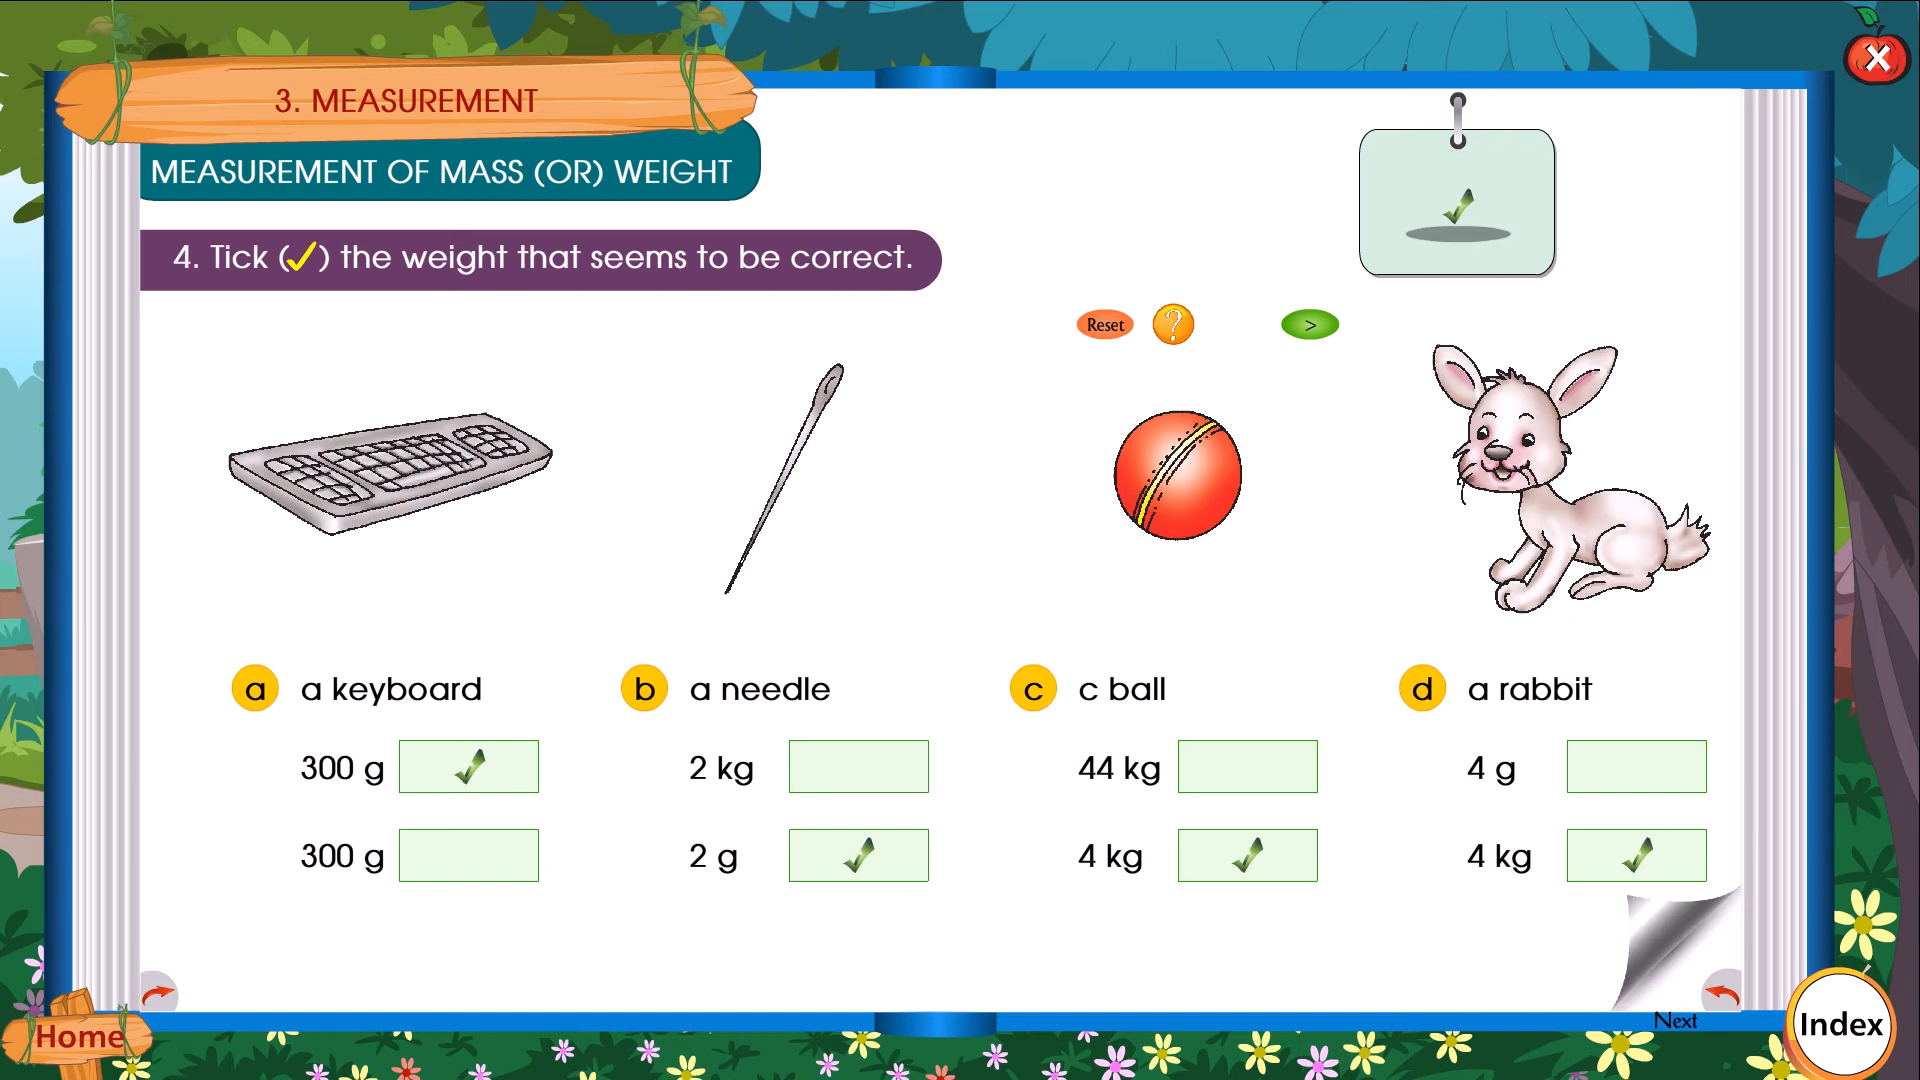 3. MEASUREMENT
MEASUREMENT OF MASS (OR) WEIGHT
4. Tick (✓) the weight that seems to be correct.
Reset ? >
a a keyboard
300 g ✓
300 g
b a needle
2 kg
2 g ✓
c c ball
44 kg
4 kg ✓
d a rabbit
4 g
4 kg ✓
Next
Home
Index